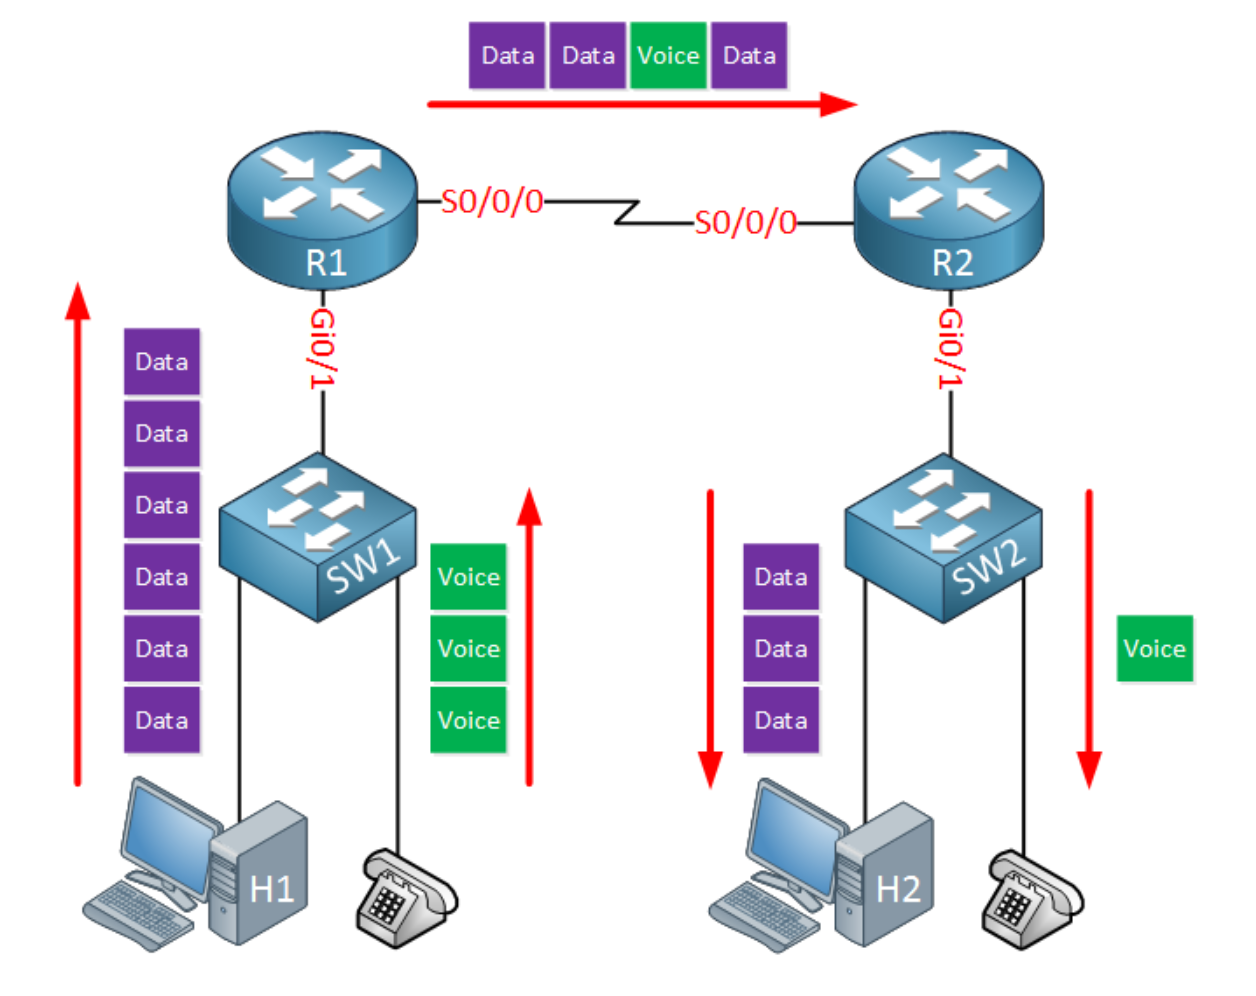 Data Data Voice Data
S0/0/0
S0/0/0
R1
R2
Gi0/1
Gi0/1
Data
Data
Data
Data
Data
Data
SW1
Voice
Voice
Voice
SW2
Data
Data
Data
Voice
H1
H2